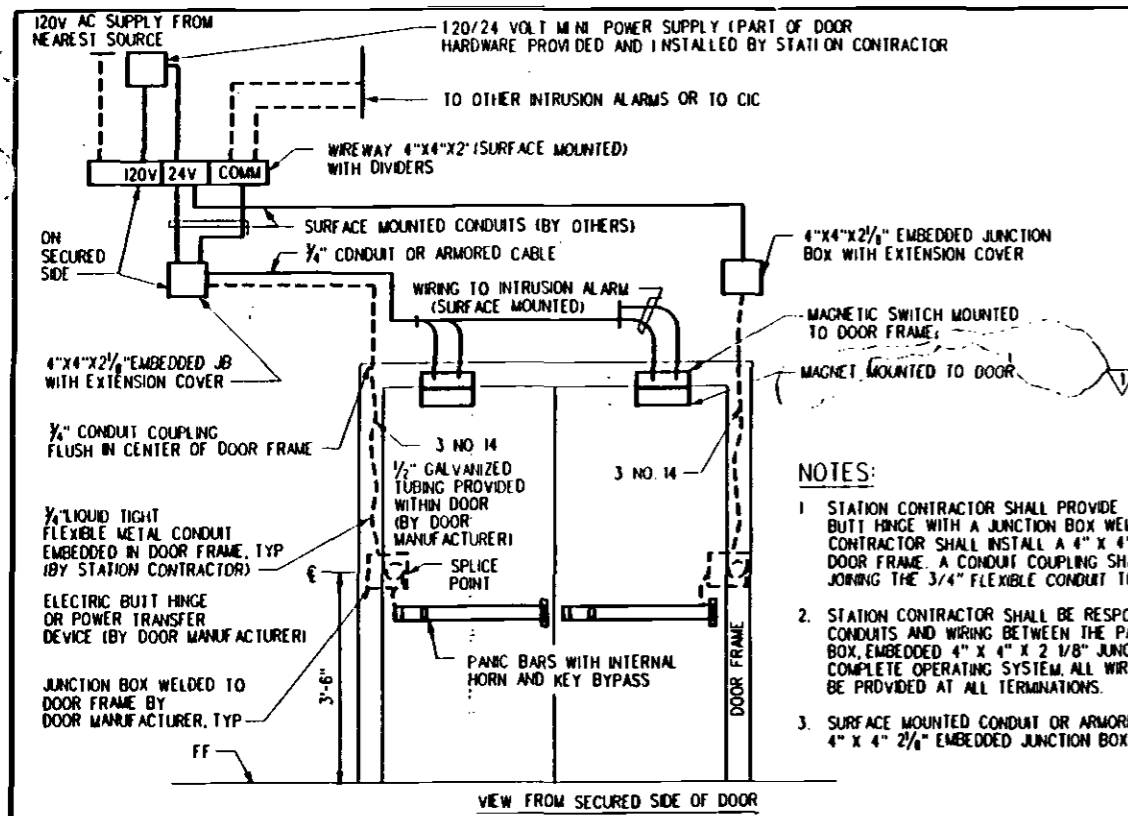 120V AC SUPPLY FROM
NEAREST SOURCE
120/24 VOLT MINI POWER SUPPLY (PART OF DOOR
HARDWARE PROVIDED AND INSTALLED BY STATION CONTRACTOR
TO OTHER INTRUSION ALARMS OR TO CIC
WIREWAY 4"X4"X2" (SURFACE MOUNTED)
WITH DIVIDERS
120V 24V COMM
ON
SECURED
SIDE
SURFACE MOUNTED CONDUITS (BY OTHERS)
3/4" CONDUIT OR ARMORED CABLE
4"X4"X2 1/8" EMBEDDED JUNCTION
BOX WITH EXTENSION COVER
WIRING TO INTRUSION ALARM
(SURFACE MOUNTED)
MAGNETIC SWITCH MOUNTED
TO DOOR FRAME
MAGNET MOUNTED TO DOOR
1
4"X4"X2 1/8" EMBEDDED JB
WITH EXTENSION COVER
3/4" CONDUIT COUPLING
FLUSH IN CENTER OF DOOR FRAME
3 NO 14
1/2" GALVANIZED
TUBING PROVIDED
WITHIN DOOR
(BY DOOR
MANUFACTURER)
3 NO. 14
3/4" LIQUID TIGHT
FLEXIBLE METAL CONDUIT
EMBEDDED IN DOOR FRAME, TYP
(BY STATION CONTRACTOR)
SPLICE
POINT
ELECTRIC BUTT HINGE
OR POWER TRANSFER
DEVICE (BY DOOR MANUFACTURER)
PANIC BARS WITH INTERNAL
HORN AND KEY BYPASS
DOOR FRAME
3'-6"
JUNCTION BOX WELDED TO
DOOR FRAME BY
DOOR MANUFACTURER, TYP
FF
VIEW FROM SECURED SIDE OF DOOR
NOTES:
1 STATION CONTRACTOR SHALL PROVIDE
BUTT HINGE WITH A JUNCTION BOX WEL
CONTRACTOR SHALL INSTALL A 4" X 4"
DOOR FRAME. A CONDUIT COUPLING SHA
JOINING THE 3/4" FLEXIBLE CONDUIT T
2. STATION CONTRACTOR SHALL BE RESPO
CONDUITS AND WIRING BETWEEN THE PA
BOX, EMBEDDED 4" X 4" X 2 1/8" JUNC
COMPLETE OPERATING SYSTEM. ALL WIR
BE PROVIDED AT ALL TERMINATIONS.
3. SURFACE MOUNTED CONDUIT OR ARMOR
4" X 4" 2 1/8" EMBEDDED JUNCTION BOX